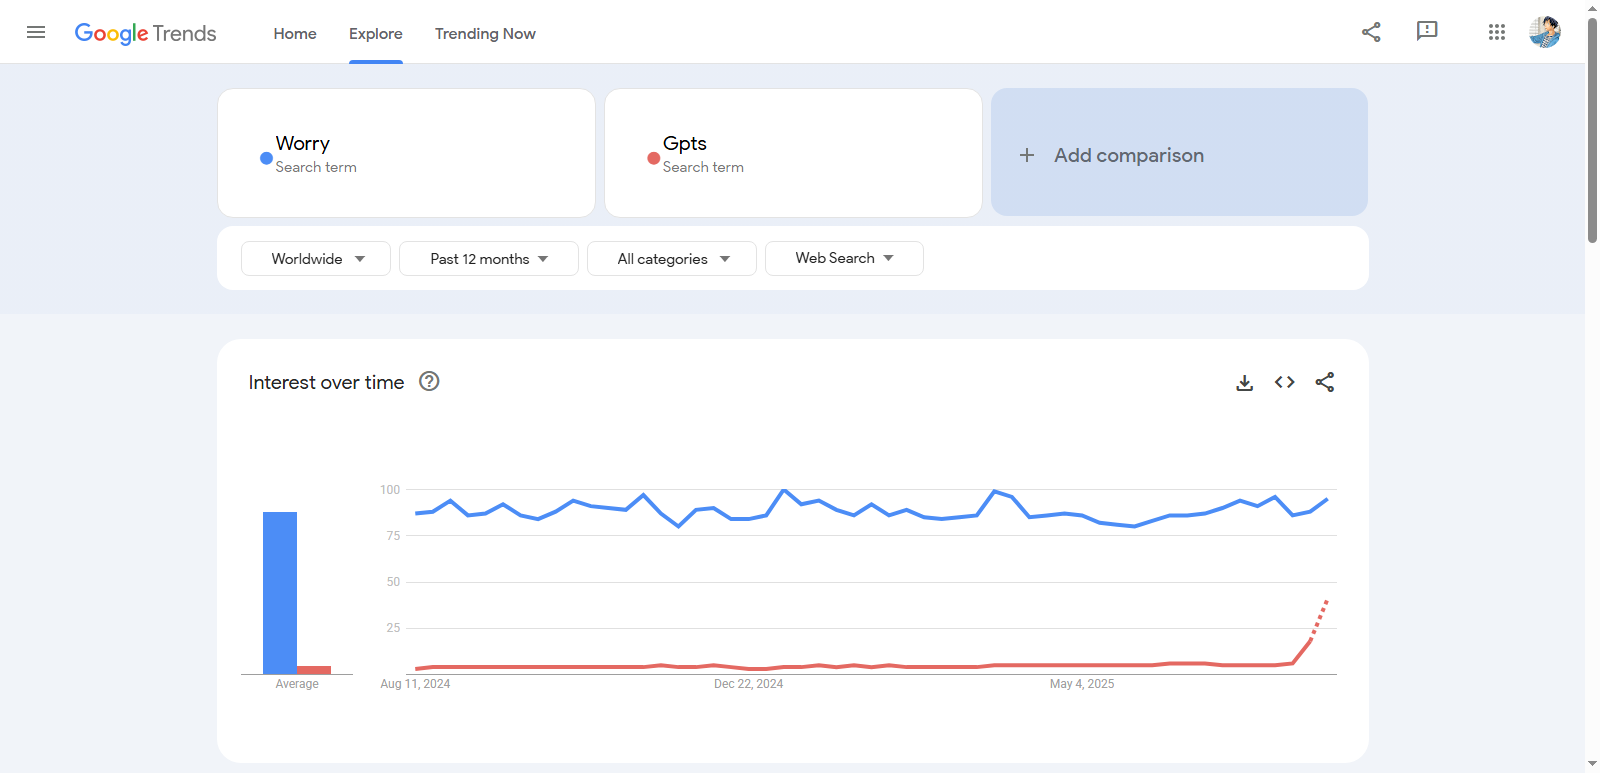 Google Trends Home Explore Trending Now
Worry
Search term
Gpts
Search term
+ Add comparison
Worldwide Past 12 months All categories Web Search
Interest over time ?
100
75
50
25
Average
Aug 11, 2024 Dec 22, 2024 May 4, 2025